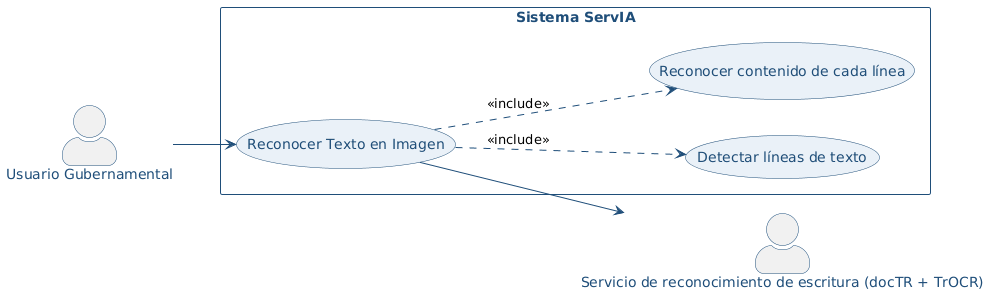 Sistema ServIA
Reconocer contenido de cada línea
«include»
«include»
Reconocer Texto en Imagen
Detectar líneas de texto
Usuario Gubernamental
Servicio de reconocimiento de escritura (docTR + TrOCR)